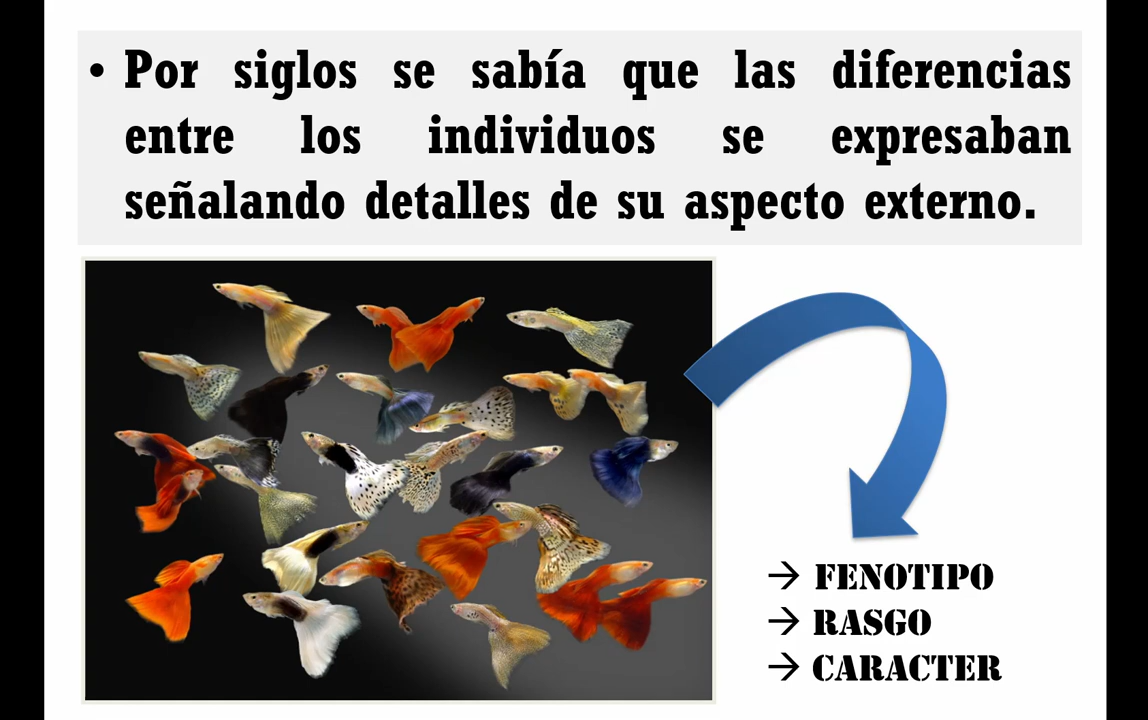 • Por siglos se sabía que las diferencias
entre los individuos se expresaban
señalando detalles de su aspecto externo.
→ FENOTIPO
→ RASGO
→ CARACTER